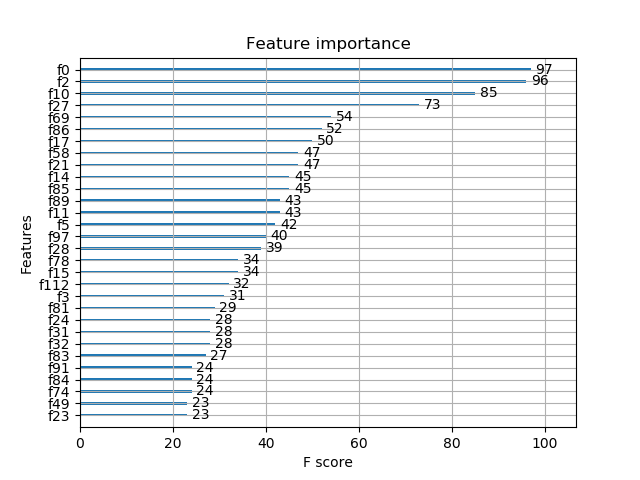 Feature importance
Features
f0 97
f2 96
f10 85
f27 73
f69 54
f86 52
f17 50
f58 47
f21 47
f14 45
f85 45
f89 43
f11 43
f5 42
f97 40
f28 39
f78 34
f15 34
f112 32
f3 31
f81 29
f24 28
f31 28
f32 28
f83 27
f91 24
f84 24
f74 24
f49 23
f23 23
0 20 40 60 80 100
F score